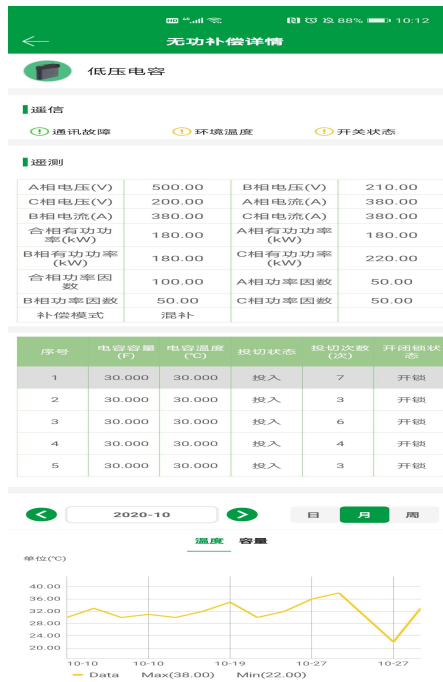 HD 4G 88% 10:12
无功补偿详情
低压电容
遥信
通讯故障 环境温度 开关状态
遥测
A相电压(V) 500.00 B相电压(V) 210.00
C相电压(V) 200.00 A相电流(A) 380.00
B相电流(A) 380.00 C相电流(A) 380.00
合相有功功率(kW) 180.00 A相有功功率(kW) 180.00
B相有功功率(kW) 180.00 C相有功功率(kW) 220.00
合相功率因数 100.00 A相功率因数 50.00
B相功率因数 50.00 C相功率因数 50.00
补偿模式 混补
序号 电容容量(F) 电容温度(℃) 投切状态 投切次数(次) 开闭锁状态
1 30.000 30.000 投入 7 开锁
2 30.000 30.000 投入 3 开锁
3 30.000 30.000 投入 6 开锁
4 30.000 30.000 投入 4 开锁
5 30.000 30.000 投入 3 开锁
2020-10 日 月 周
温度 容量
单位(℃)
40.00
36.00
32.00
28.00
24.00
20.00
10-10 10-10 10-19 10-27 10-27
Data Max(38.00) Min(22.00)